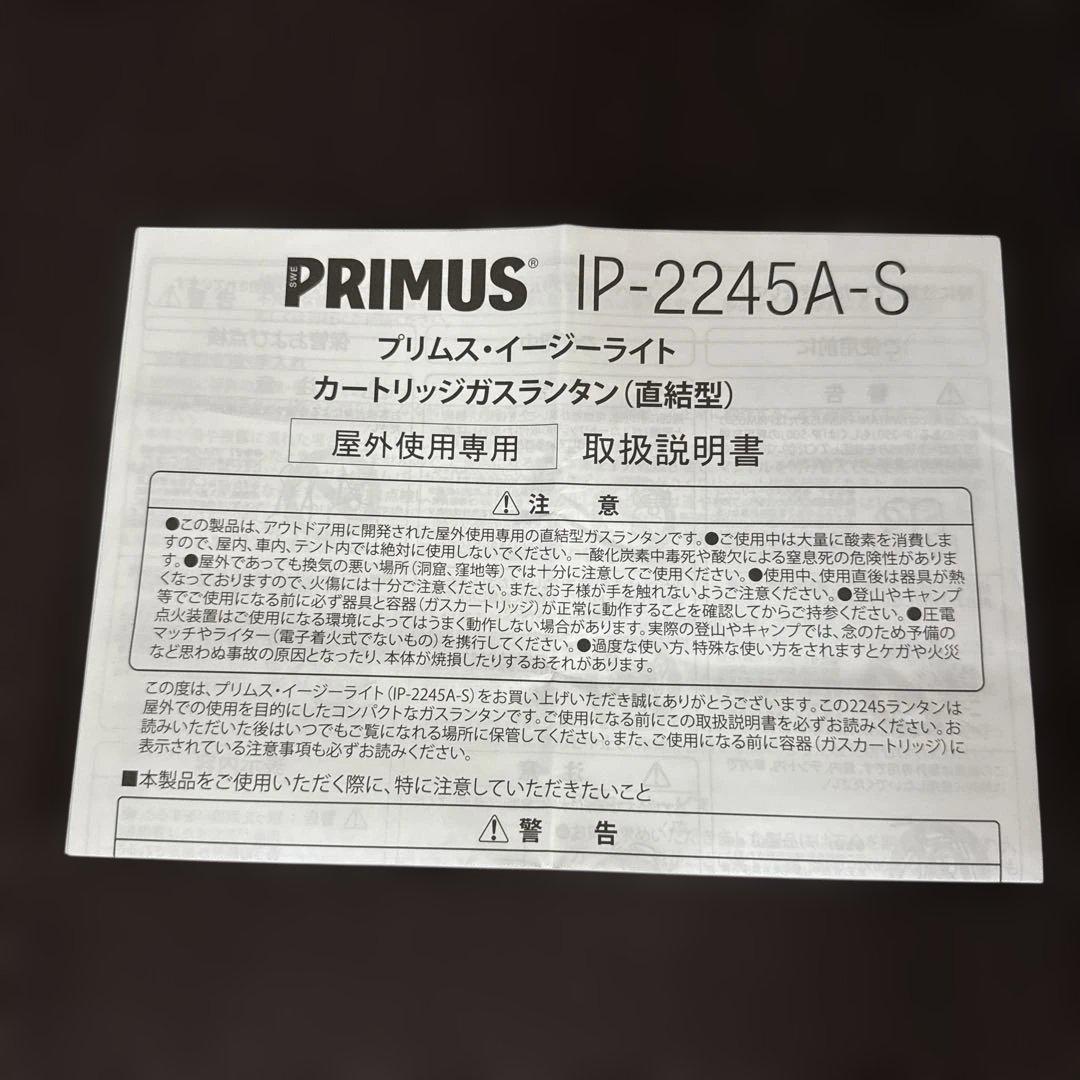 SWE PRIMUS® IP-2245A-S
プリムス・イージーライト
カートリッジガスランタン(直結型)
屋外使用専用 取扱説明書
⚠ 注 意
●この製品は、アウトドア用に開発された屋外使用専用の直結型ガスランタンです。●ご使用中は大量に酸素を消費しま
すので、屋内、車内、テント内では絶対に使用しないでください。一酸化炭素中毒死や酸欠による窒息死の危険性がありま
す。●屋外であっても換気の悪い場所(洞窟、窪地等)では十分に注意してご使用ください。●使用中、使用直後は器具が熱
くなっておりますので、火傷には十分ご注意ください。また、お子様が手を触れないようご注意ください。●登山やキャンプ
等でご使用になる前に必ず器具と容器(ガスカートリッジ)が正常に動作することを確認してからご持参ください。●圧電
点火装置はご使用になる環境によってはうまく動作しない場合があります。実際の登山やキャンプでは、念のため予備の
マッチやライター(電子着火式でないもの)を携行してください。●過度な使い方、特殊な使い方をされますとケガや火災
など思わぬ事故の原因となったり、本体が焼損したりするおそれがあります。
この度は、プリムス・イージーライト(IP-2245A-S)をお買い上げいただき誠にありがとうございます。この2245ランタンは
屋外での使用を目的にしたコンパクトなガスランタンです。ご使用になる前にこの取扱説明書を必ずお読みください。お
読みいただいた後はいつでもご覧になれる場所に保管してください。また、ご使用になる前に容器(ガスカートリッジ)に
表示されている注意事項も必ずお読みください。
■本製品をご使用いただく際に、特に注意していただきたいこと
⚠ 警 告